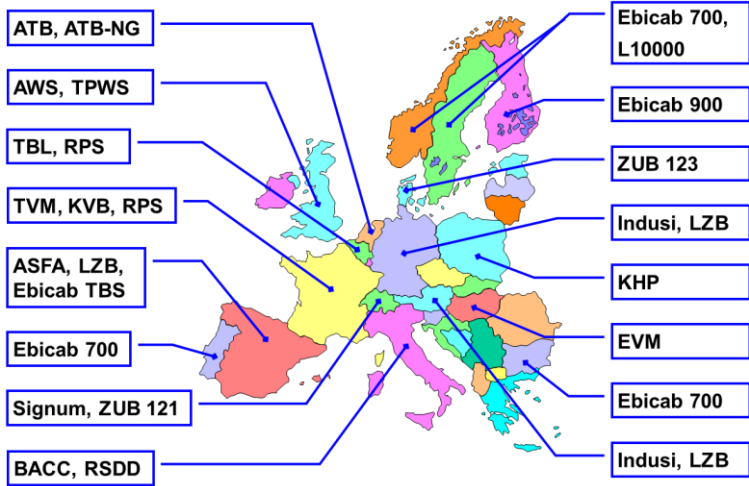 ATB, ATB-NG
AWS, TPWS
TBL, RPS
TVM, KVB, RPS
ASFA, LZB,
Ebicab TBS
Ebicab 700
Signum, ZUB 121
BACC, RSDD
Ebicab 700,
L10000
Ebicab 900
ZUB 123
Indusi, LZB
KHP
EVM
Ebicab 700
Indusi, LZB